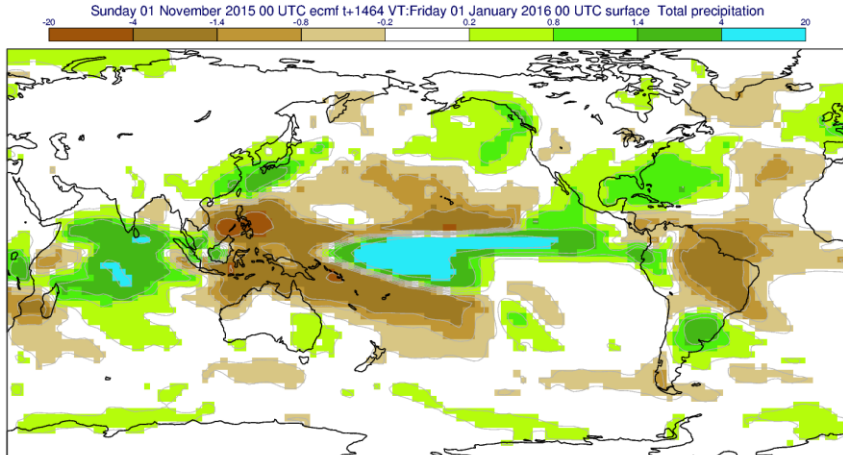 Sunday 01 November 2015 00 UTC ecmf t+1464 VT:Friday 01 January 2016 00 UTC surface Total precipitation
-20 -4 -1.4 -0.8 -0.2 0.2 0.8 1.4 4 20